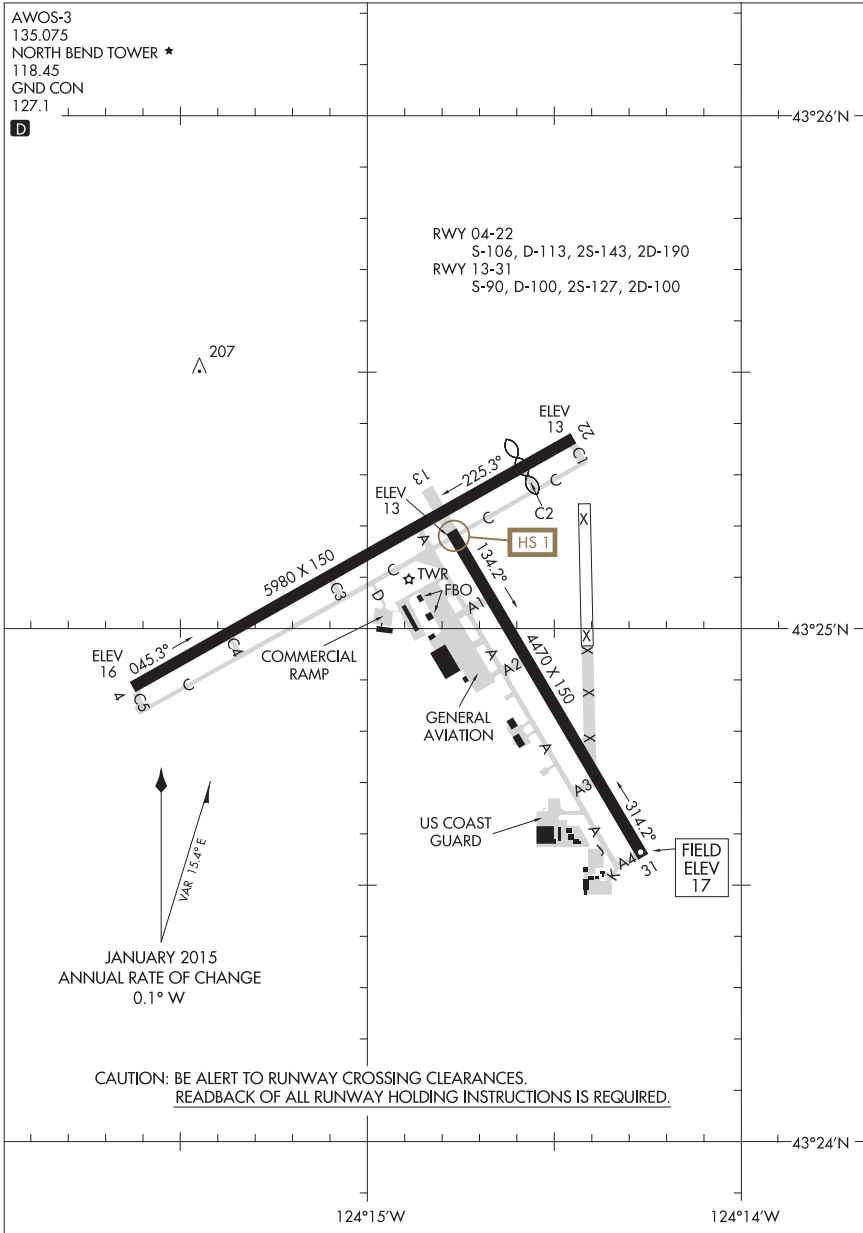 AWOS-3
135.075
NORTH BEND TOWER ★
118.45
GND CON
127.1
D
43°26′N
RWY 04-22
S-106, D-113, 2S-143, 2D-190
RWY 13-31
S-90, D-100, 2S-127, 2D-100
207
ELEV
13
22
C1
225.3°
C
C2
13
ELEV
13
C
HS 1
A
134.2°
X
5980 X 150
C
TWR
C3
D
FBO
A1
X
43°25′N
045.3°
C4
COMMERCIAL
RAMP
A
A2
4470 X 150
X
ELEV
16
C
4
C5
X
GENERAL
AVIATION
A
X
A3
314.2°
US COAST
GUARD
A
J
A4
K
31
FIELD
ELEV
17
VAR 15.4° E
JANUARY 2015
ANNUAL RATE OF CHANGE
0.1° W
CAUTION: BE ALERT TO RUNWAY CROSSING CLEARANCES.
READBACK OF ALL RUNWAY HOLDING INSTRUCTIONS IS REQUIRED.
43°24′N
124°15′W
124°14′W